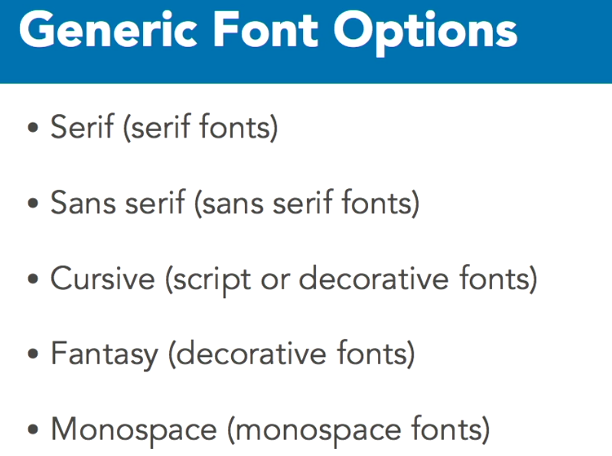 Generic Font Options
• Serif (serif fonts)
• Sans serif (sans serif fonts)
• Cursive (script or decorative fonts)
• Fantasy (decorative fonts)
• Monospace (monospace fonts)